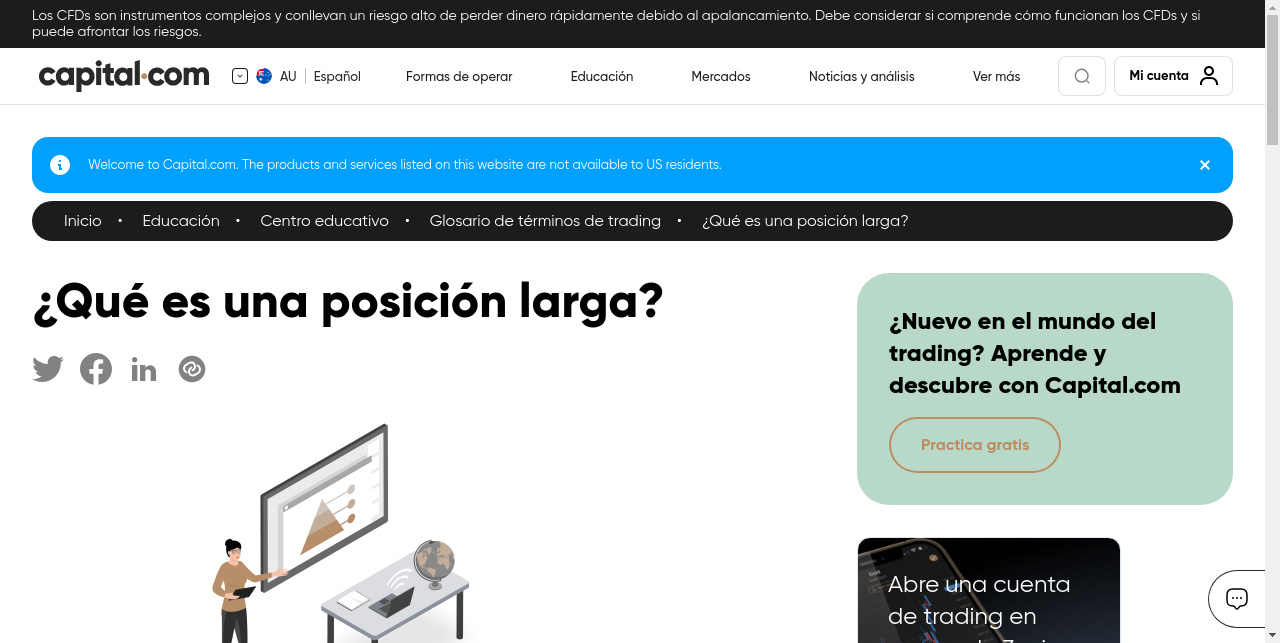 Los CFDs son instrumentos complejos y conllevan un riesgo alto de perder dinero rápidamente debido al apalancamiento. Debe considerar si comprende cómo funcionan los CFDs y si
puede afrontar los riesgos.
capital.com
AU Español
Formas de operar
Educación
Mercados
Noticias y análisis
Ver más
Mi cuenta
Welcome to Capital.com. The products and services listed on this website are not available to US residents.
Inicio • Educación • Centro educativo • Glosario de términos de trading • ¿Qué es una posición larga?
¿Qué es una posición larga?
¿Nuevo en el mundo del
trading? Aprende y
descubre con Capital.com
Practica gratis
Abre una cuenta
de trading en